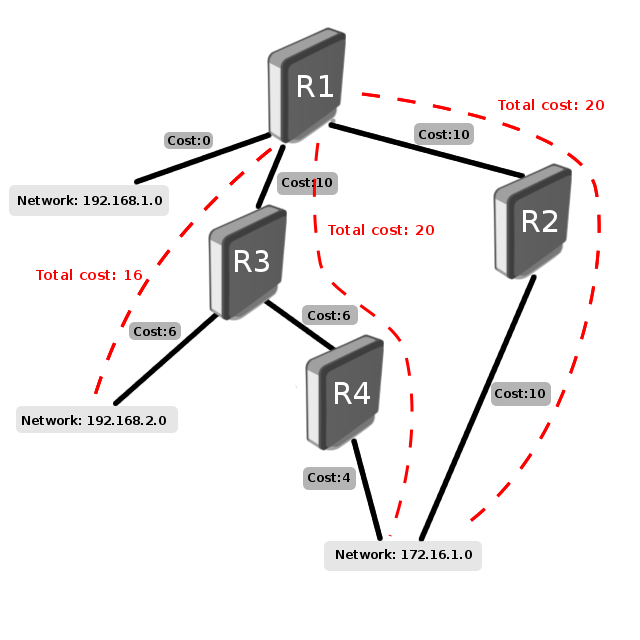 R1
Total cost: 20
Cost:0
Cost:10
Cost:10
Network: 192.168.1.0
R2
Total cost: 20
R3
Total cost: 16
Cost:6
Cost:6
R4
Cost:10
Network: 192.168.2.0
Cost:4
Network: 172.16.1.0